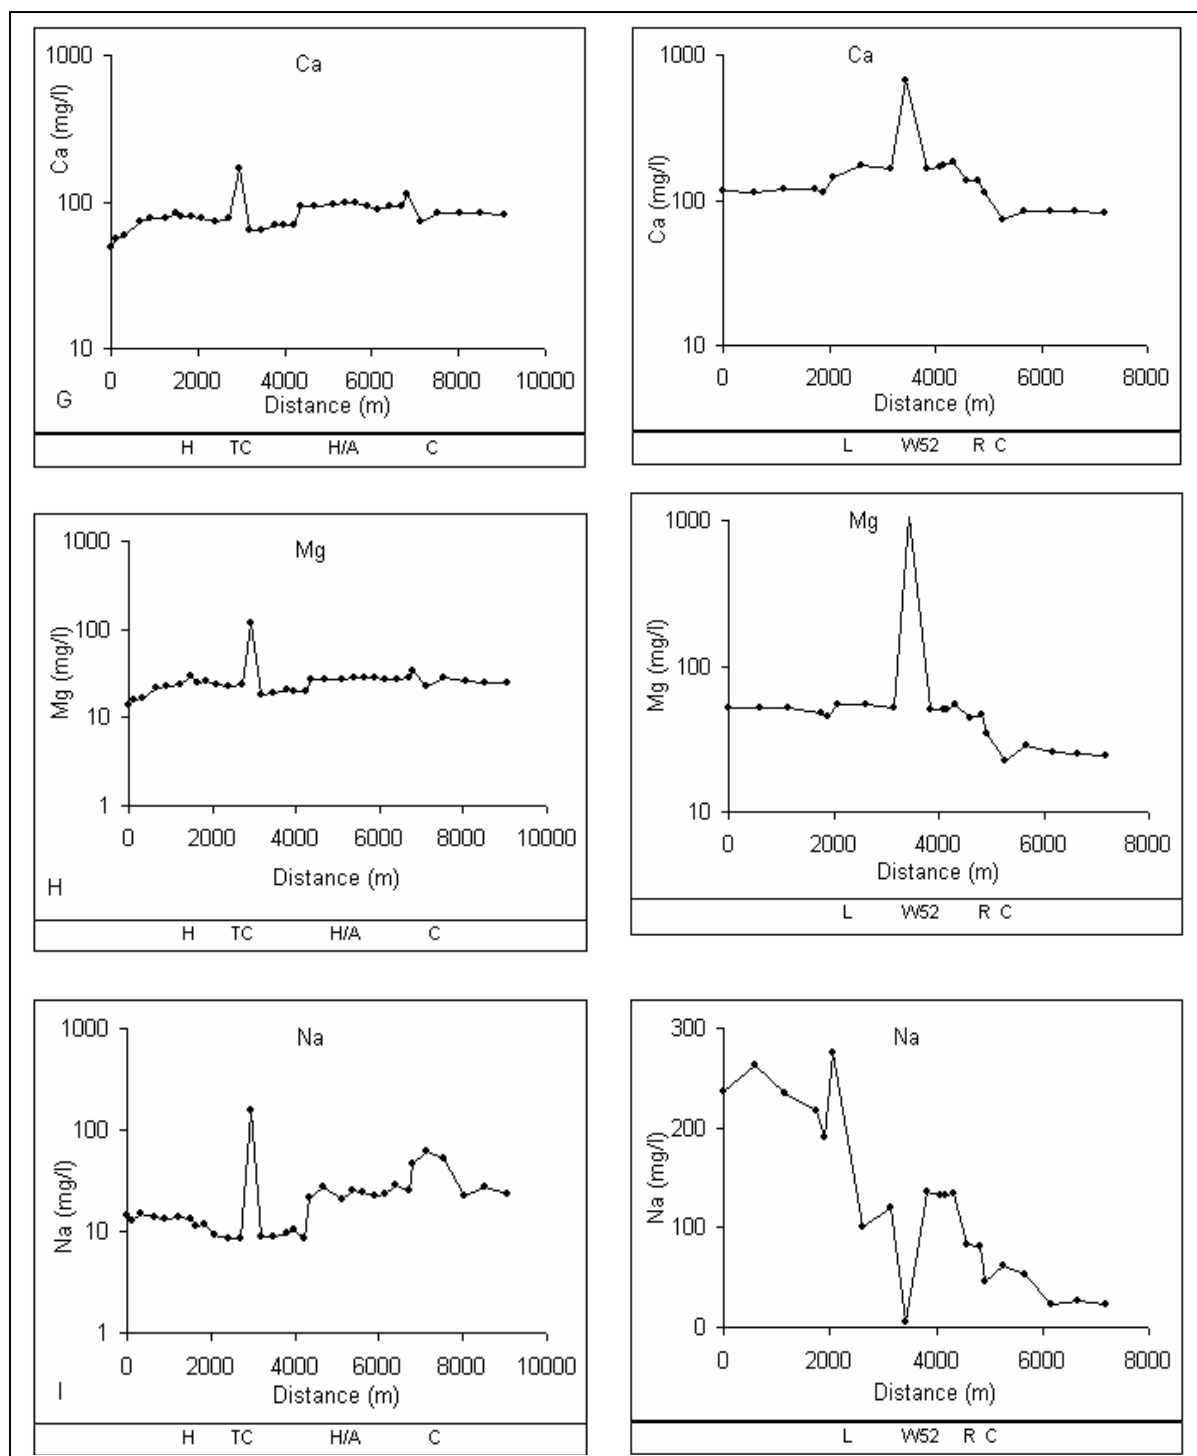 Ca
1000
100
10
Ca (mg/l)
0 2000 4000 6000 8000 10000
Distance (m)
G
H TC H/A C
Ca
1000
100
10
Ca (mg/l)
0 2000 4000 6000 8000
Distance (m)
L W52 R C
Mg
1000
100
10
1
Mg (mg/l)
0 2000 4000 6000 8000 10000
Distance (m)
H
H TC H/A C
Mg
1000
100
10
Mg (mg/l)
0 2000 4000 6000 8000
Distance (m)
L W52 R C
Na
1000
100
10
1
Na (mg/l)
0 2000 4000 6000 8000 10000
Distance (m)
I
H TC H/A C
Na
300
200
100
0
Na (mg/l)
0 2000 4000 6000 8000
Distance (m)
L W52 R C